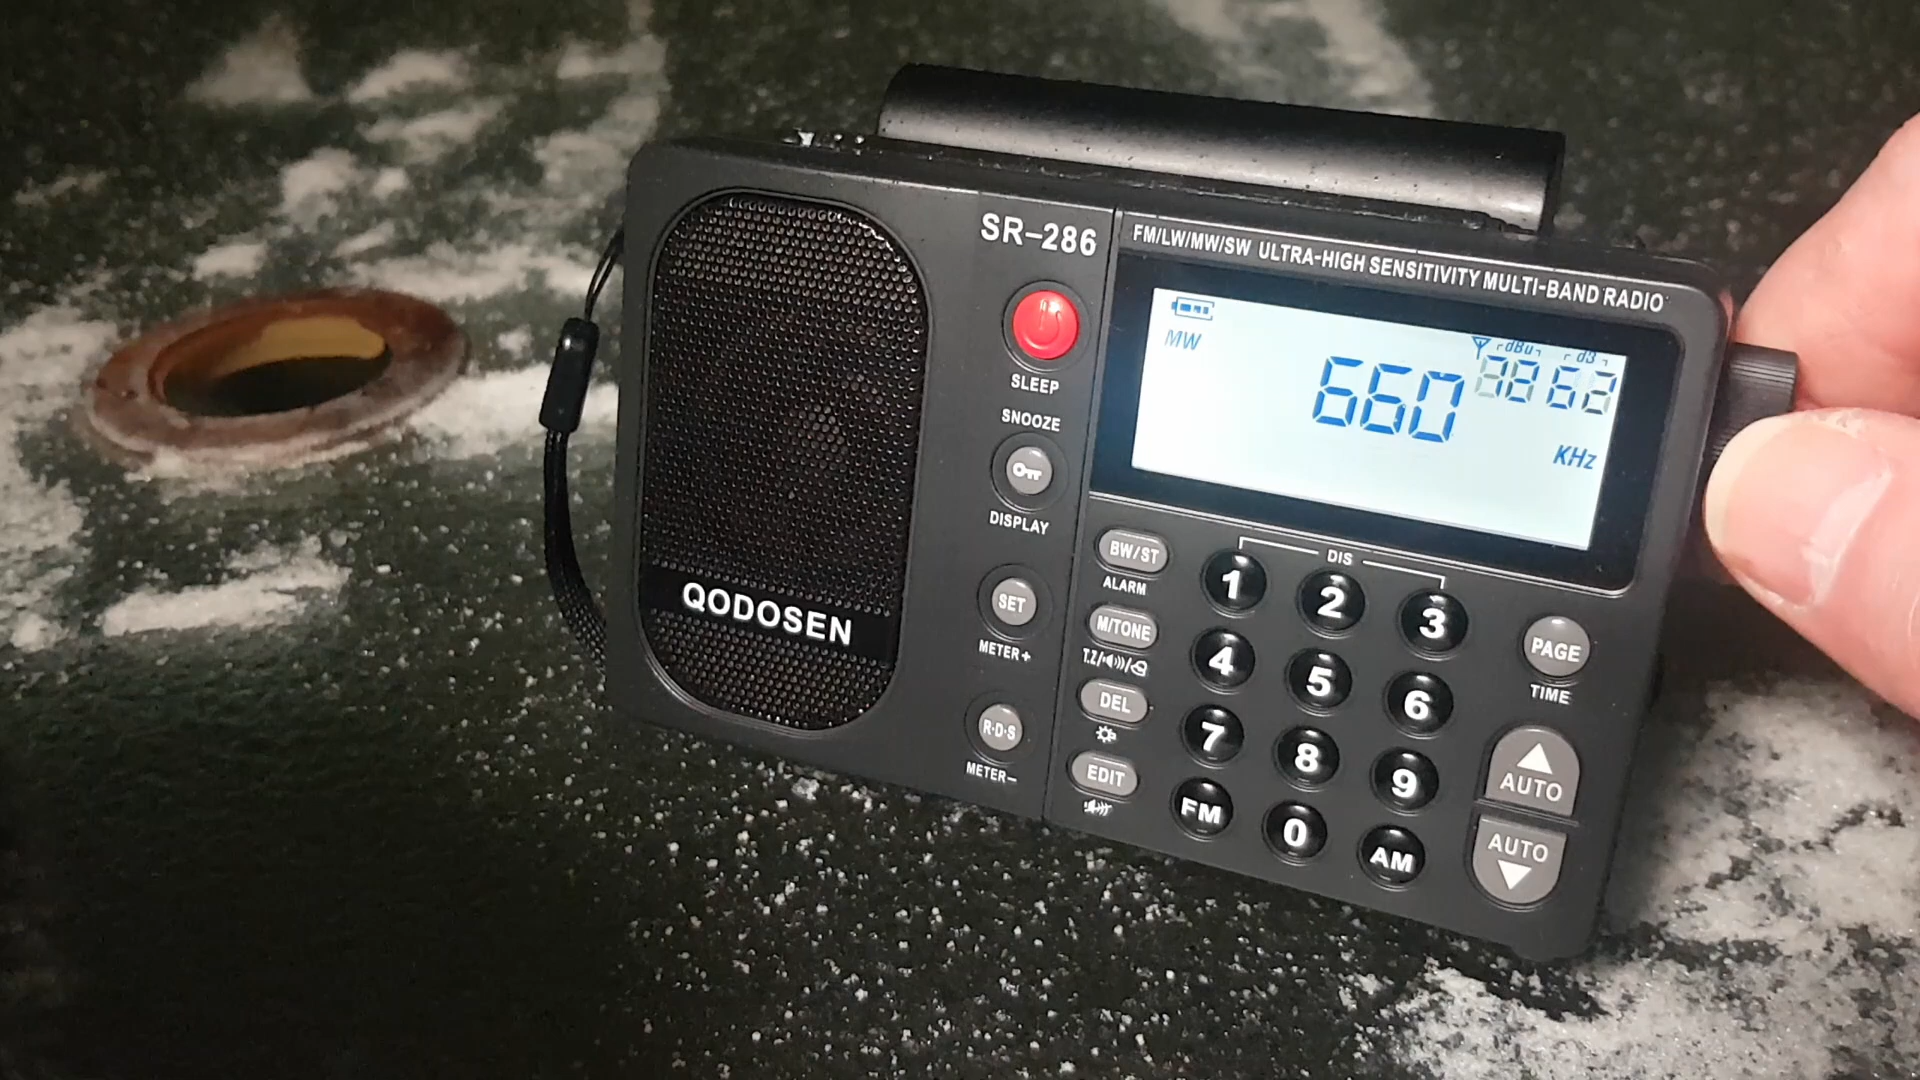 SR-286
FM/LW/MW/SW ULTRA-HIGH SENSITIVITY MULTI-BAND RADIO
MW
dBu
660
KHz
SLEEP
SNOOZE
DISPLAY
SET
METER+
R·D·S
METER-
QODOSEN
BW/ST
ALARM
M/TONE
T.Z/
DEL
EDIT
DIS
1 2 3
4 5 6
7 8 9
FM 0 AM
PAGE
TIME
AUTO
AUTO